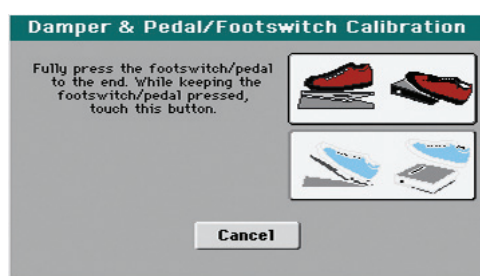 Damper & Pedal/Footswitch Calibration
Fully press the footswitch/pedal
to the end. While keeping the
footswitch/pedal pressed,
touch this button.
Cancel